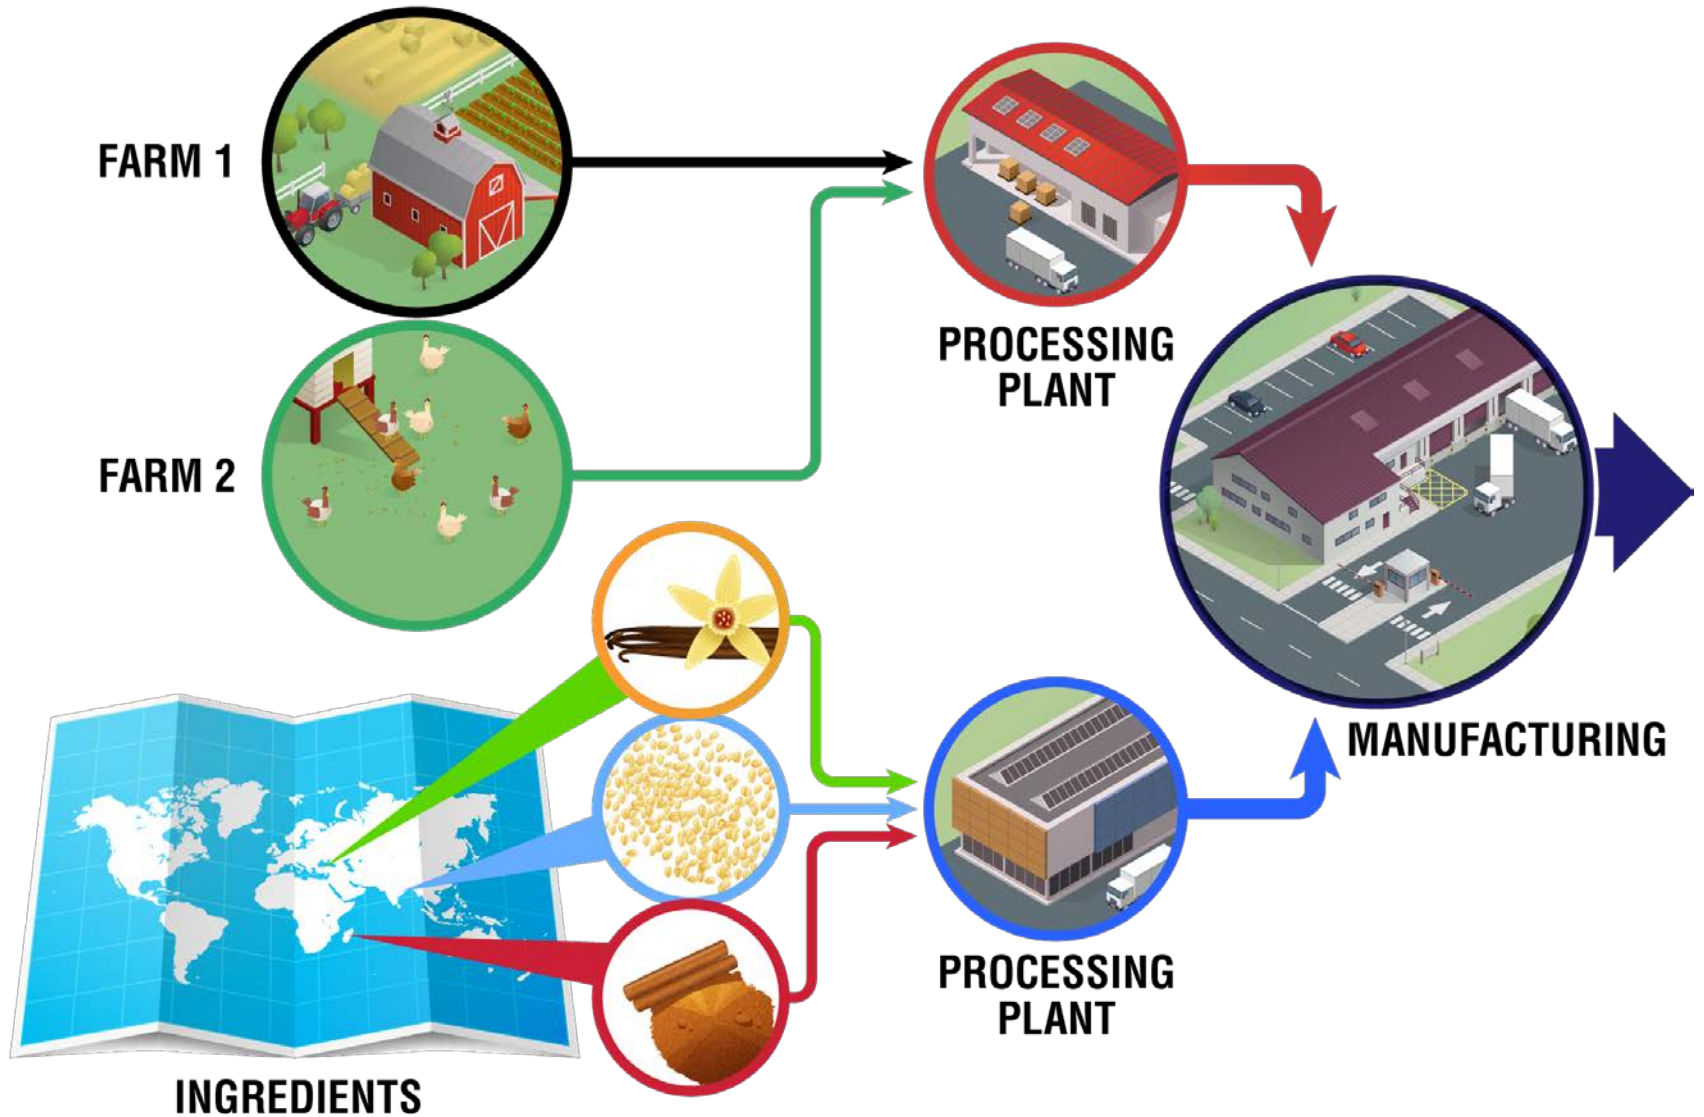 FARM 1
FARM 2
PROCESSING
PLANT
MANUFACTURING
PROCESSING
PLANT
INGREDIENTS